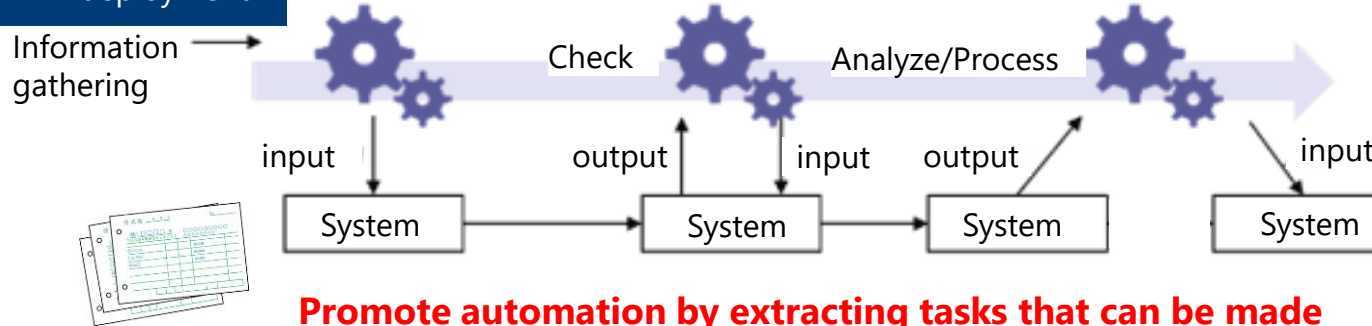 Information
gathering
Check
Analyze/Process
input
output
input
output
input
System
System
System
System
Promote automation by extracting tasks that can be made